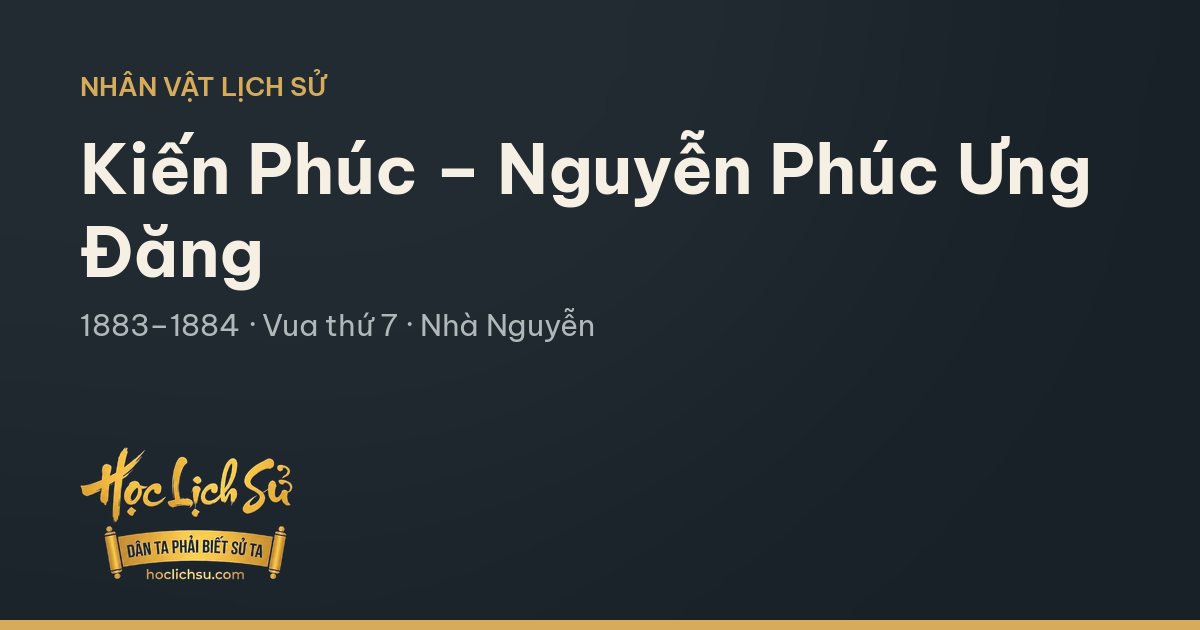 NHÂN VẬT LỊCH SỬ
Kiến Phúc – Nguyễn Phúc Ưng
Đăng
1883–1884 · Vua thứ 7 · Nhà Nguyễn
Học Lịch Sử
DÂN TA PHẢI BIẾT SỬ TA
hoclichsu.com